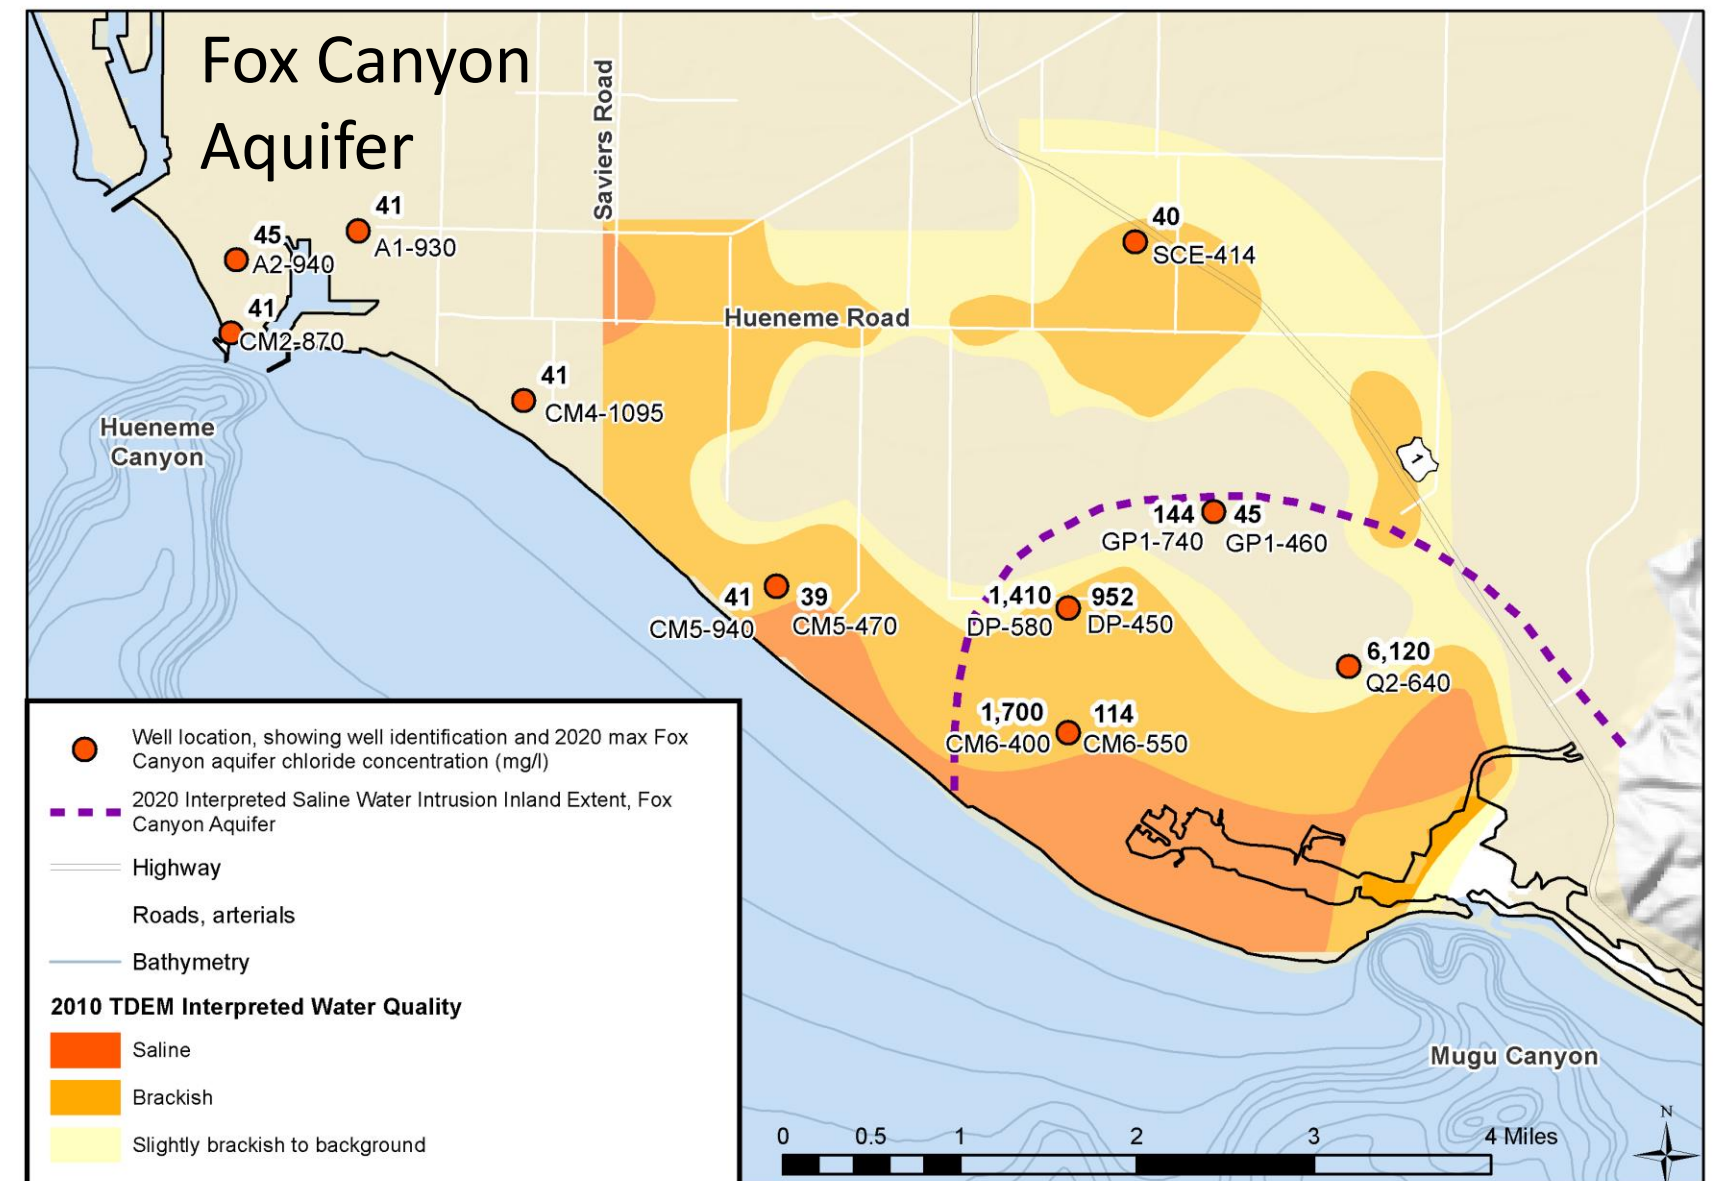 Fox Canyon
Aquifer
Saviers Road
41
A1-930
45
A2-940
41
CM2-870
40
SCE-414
Hueneme Road
41
CM4-1095
Hueneme
Canyon
1
144 45
GP1-740 GP1-460
41 39
CM5-940 CM5-470
1,410 952
DP-580 DP-450
6,120
Q2-640
1,700 114
CM6-400 CM6-550
Well location, showing well identification and 2020 max Fox
Canyon aquifer chloride concentration (mg/l)
2020 Interpreted Saline Water Intrusion Inland Extent, Fox
Canyon Aquifer
Highway
Roads, arterials
Bathymetry
2010 TDEM Interpreted Water Quality
Saline
Brackish
Slightly brackish to background
Mugu Canyon
0 0.5 1 2 3 4 Miles
N